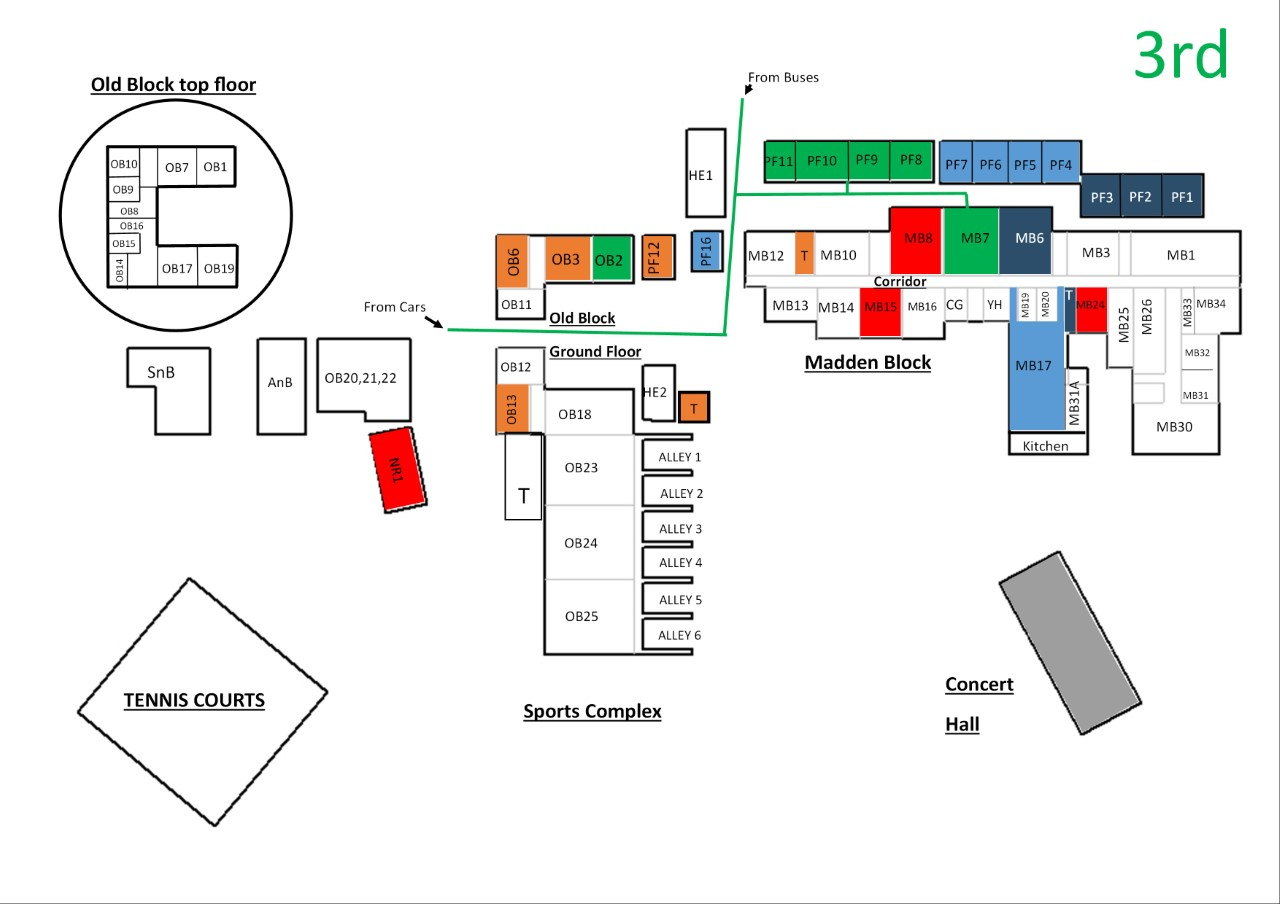 3rd
Old Block top floor
From Buses
OB10
OB7
OB1
OB9
OB8
OB16
OB15
OB14
OB17
OB19
HE1
PF11
PF10
PF9
PF8
PF7
PF6
PF5
PF4
PF3
PF2
PF1
OB6
OB3
OB2
PF12
PF16
OB11
Old Block
From Cars
MB12
T
MB10
MB8
MB7
MB6
MB3
MB1
Corridor
MB13
MB14
MB15
MB16
CG
YH
MB19
MB20
T
MB24
MB25
MB26
MB33
MB34
Madden Block
MB17
MB32
MB31A
MB31
MB30
Kitchen
Ground Floor
SnB
AnB
OB20,21,22
OB12
OB13
OB18
HE2
T
NR1
T
OB23
OB24
OB25
ALLEY 1
ALLEY 2
ALLEY 3
ALLEY 4
ALLEY 5
ALLEY 6
TENNIS COURTS
Sports Complex
Concert
Hall